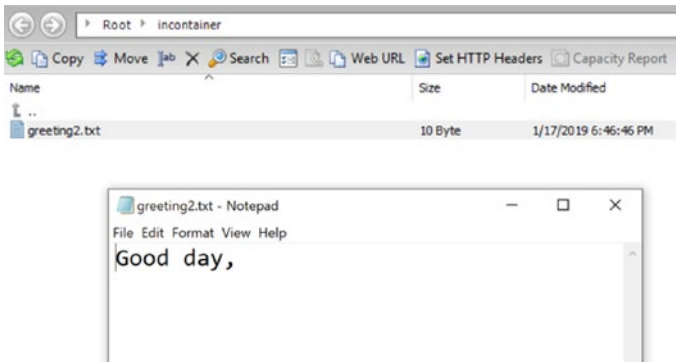 Root incontainer
Copy Move Search Web URL Set HTTP Headers Capacity Report
Name Size Date Modified
..
greeting2.txt 10 Byte 1/17/2019 6:46:46 PM
greeting2.txt - Notepad
File Edit Format View Help
Good day,